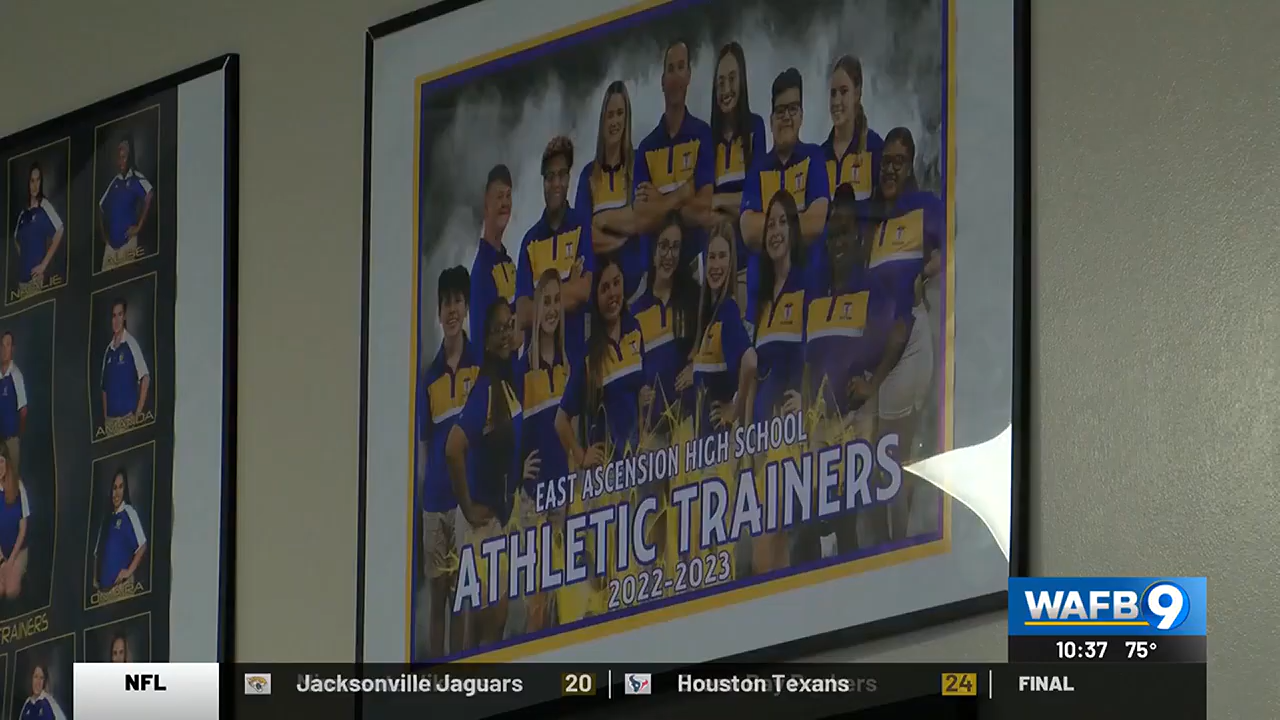 NATALIE
EAST ASCENSION HIGH SCHOOL
ATHLETIC TRAINERS
2022-2023
TRAINERS
WAFB 9
10:37 75°
NFL Jacksonville Jaguars 20 Houston Texans 24 FINAL